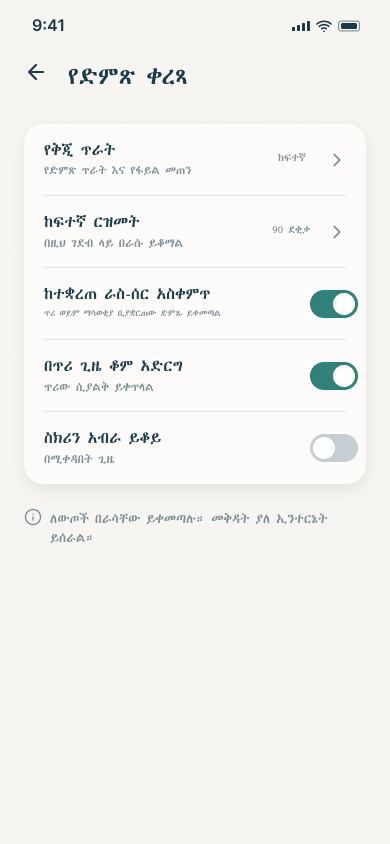 9:41
የድምጽ ቀረጻ
የቅጂ ጥራት
የድምጽ ጥራት እና የፋይል መጠን
ከፍተኛ
ከፍተኛ ርዝመት
በዚህ ገደብ ላይ በራሱ ይቆማል
90 ደቂቃ
ከተቋረጠ ራስ-ሰር አስቀምጥ
ጥሪ ወይም ማሳወቂያ ቢያቋርጠው ድምጹ ይቀመጣል
በጥሪ ጊዜ ቆም አድርግ
ጥሪው ሲያልቅ ይቀጥላል
ስክሪን አብራ ይቆይ
በሚቀዳበት ጊዜ
ለውጦች በራሳቸው ይቀመጣሉ። መቅዳት ያለ ኢንተርኔት
ይሰራል።